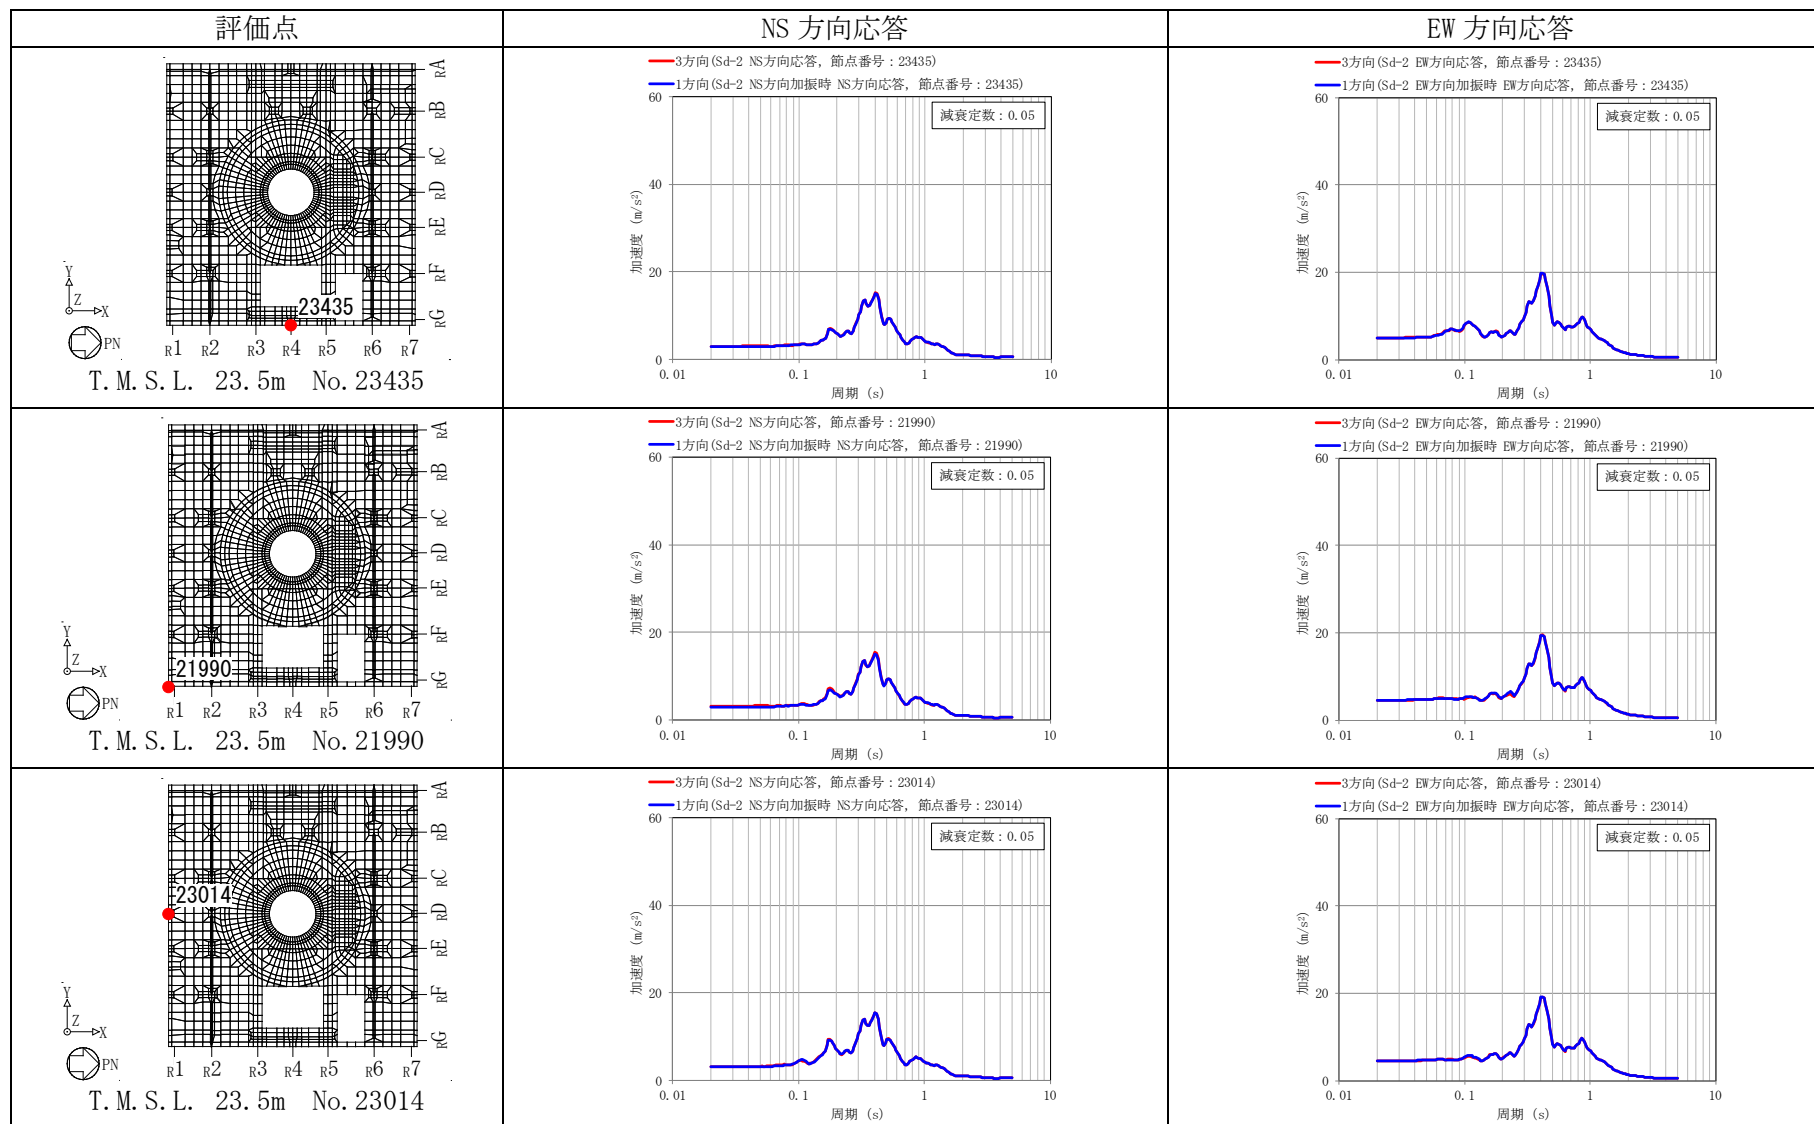 評価点
NS 方向応答
EW 方向応答
RA
RB
RC
RD
RE
RF
RG
23435
Y
Z
X
PN
R1 R2 R3 R4 R5 R6 R7
T.M.S.L. 23.5m No.23435
3方向(Sd-2 NS方向応答, 節点番号:23435)
1方向(Sd-2 NS方向加振時 NS方向応答, 節点番号:23435)
減衰定数:0.05
加速度 (m/s²)
60
40
20
0
0.01 0.1 1 10
周期 (s)
3方向(Sd-2 EW方向応答, 節点番号:23435)
1方向(Sd-2 EW方向加振時 EW方向応答, 節点番号:23435)
減衰定数:0.05
加速度 (m/s²)
60
40
20
0
0.01 0.1 1 10
周期 (s)
RA
RB
RC
RD
RE
RF
RG
21990
Y
Z
X
PN
R1 R2 R3 R4 R5 R6 R7
T.M.S.L. 23.5m No.21990
3方向(Sd-2 NS方向応答, 節点番号:21990)
1方向(Sd-2 NS方向加振時 NS方向応答, 節点番号:21990)
減衰定数:0.05
加速度 (m/s²)
60
40
20
0
0.01 0.1 1 10
周期 (s)
3方向(Sd-2 EW方向応答, 節点番号:21990)
1方向(Sd-2 EW方向加振時 EW方向応答, 節点番号:21990)
減衰定数:0.05
加速度 (m/s²)
60
40
20
0
0.01 0.1 1 10
周期 (s)
RA
RB
RC
RD
RE
RF
RG
23014
Y
Z
X
PN
R1 R2 R3 R4 R5 R6 R7
T.M.S.L. 23.5m No.23014
3方向(Sd-2 NS方向応答, 節点番号:23014)
1方向(Sd-2 NS方向加振時 NS方向応答, 節点番号:23014)
減衰定数:0.05
加速度 (m/s²)
60
40
20
0
0.01 0.1 1 10
周期 (s)
3方向(Sd-2 EW方向応答, 節点番号:23014)
1方向(Sd-2 EW方向加振時 EW方向応答, 節点番号:23014)
減衰定数:0.05
加速度 (m/s²)
60
40
20
0
0.01 0.1 1 10
周期 (s)